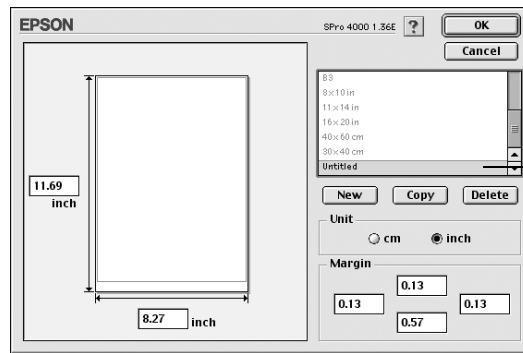 EPSON
SPro 4000 1.36E ? OK
Cancel
B3
8×10 in
11×14 in
16×20 in
40×60 cm
30×40 cm
Untitled
11.69
inch
8.27 inch
New Copy Delete
Unit
cm inch
Margin
0.13
0.13 0.13
0.57